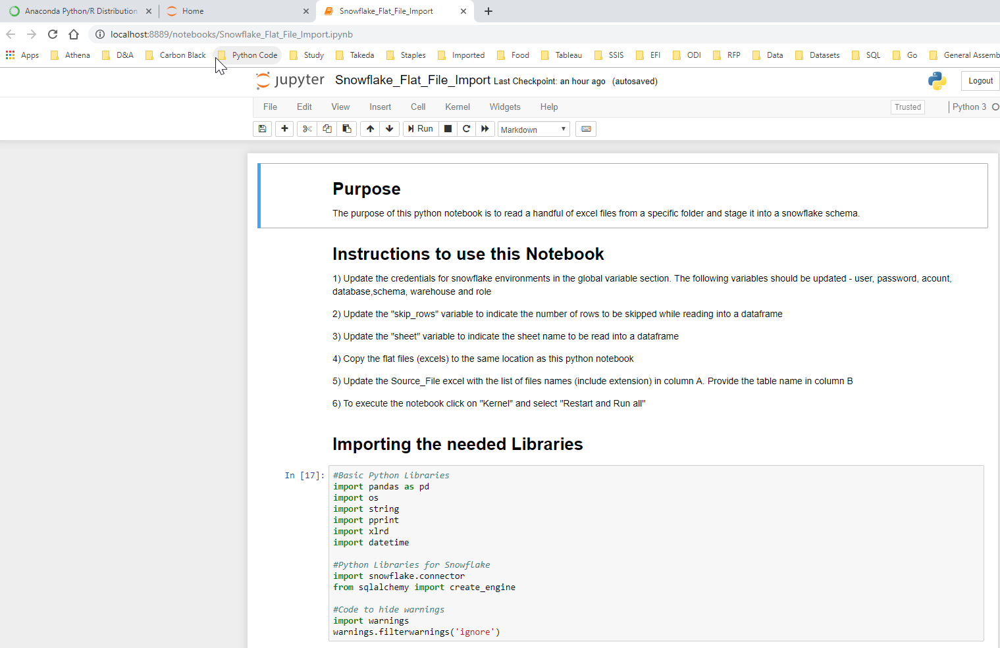 Anaconda Python/R Distribution
Home
Snowflake_Flat_File_Import
localhost:8889/notebooks/Snowflake_Flat_File_Import.ipynb
Apps Athena D&A Carbon Black Python Code Study Takeda Staples Imported Food Tableau SSIS EFI ODI RFP Data Datasets SQL Go General Assemb
jupyter Snowflake_Flat_File_Import Last Checkpoint: an hour ago (autosaved) Logout
File Edit View Insert Cell Kernel Widgets Help Trusted Python 3
Run Markdown
Purpose
The purpose of this python notebook is to read a handful of excel files from a specific folder and stage it into a snowflake schema.
Instructions to use this Notebook
1) Update the credentials for snowflake environments in the global variable section. The following variables should be updated - user, password, acount,
database,schema, warehouse and role
2) Update the "skip_rows" variable to indicate the number of rows to be skipped while reading into a dataframe
3) Update the "sheet" variable to indicate the sheet name to be read into a dataframe
4) Copy the flat files (excels) to the same location as this python notebook
5) Update the Source_File excel with the list of files names (include extension) in column A. Provide the table name in column B
6) To execute the notebook click on "Kernel" and select "Restart and Run all"
Importing the needed Libraries
In [17]:
#Basic Python Libraries
import pandas as pd
import os
import string
import pprint
import xlrd
import datetime
#Python Libraries for Snowflake
import snowflake.connector
from sqlalchemy import create_engine
#Code to hide warnings
import warnings
warnings.filterwarnings('ignore')